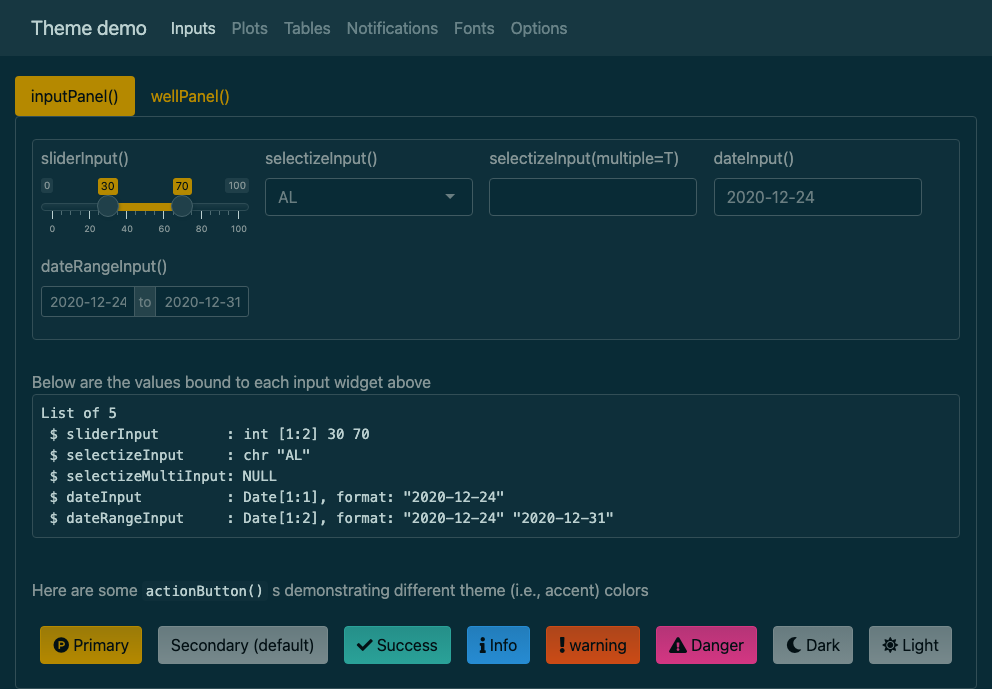 Theme demo Inputs Plots Tables Notifications Fonts Options
inputPanel() wellPanel()
sliderInput() selectizeInput() selectizeInput(multiple=T) dateInput()
0 30 70 100
AL 2020-12-24
0 20 40 60 80 100
dateRangeInput()
2020-12-24 to 2020-12-31
Below are the values bound to each input widget above
List of 5
$ sliderInput : int [1:2] 30 70
$ selectizeInput : chr "AL"
$ selectizeMultiInput: NULL
$ dateInput : Date[1:1], format: "2020-12-24"
$ dateRangeInput : Date[1:2], format: "2020-12-24" "2020-12-31"
Here are some actionButton() s demonstrating different theme (i.e., accent) colors
Primary Secondary (default) Success Info warning Danger Dark Light